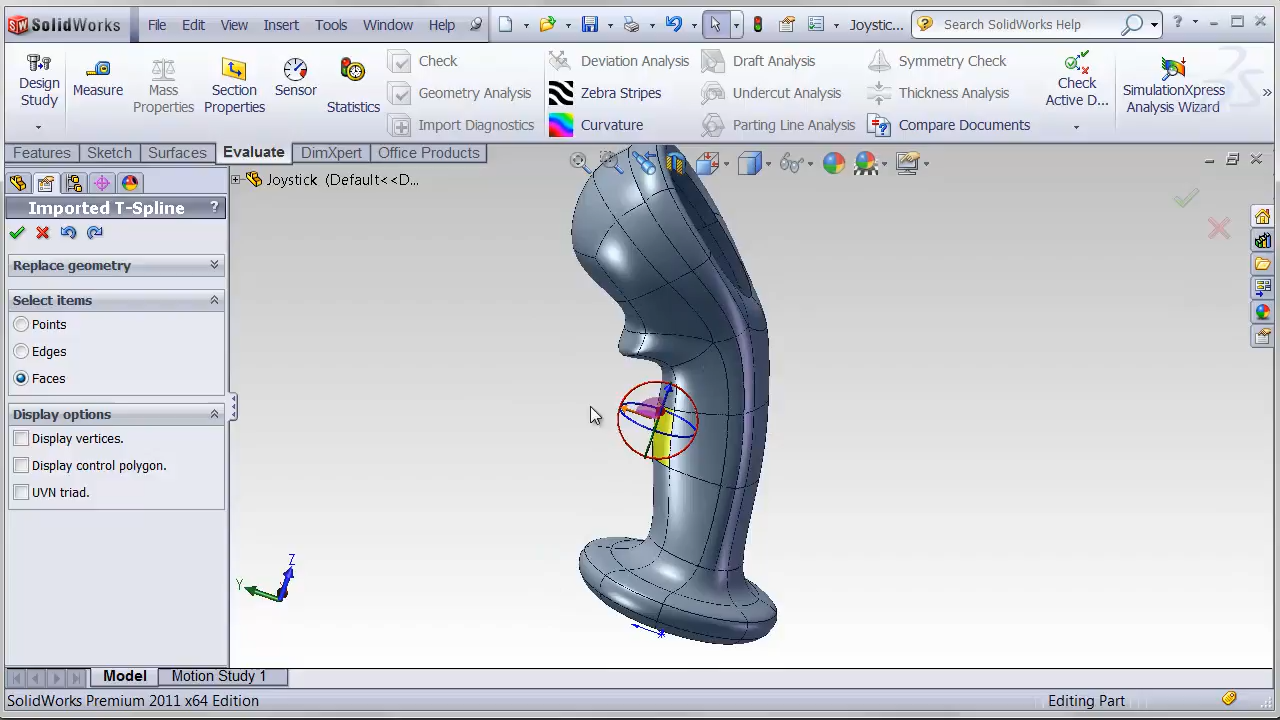 SolidWorks File Edit View Insert Tools Window Help Joystic... Search SolidWorks Help ?
Design Study
Measure
Mass Properties
Section Properties
Sensor
Statistics
Check
Geometry Analysis
Import Diagnostics
Deviation Analysis
Zebra Stripes
Curvature
Draft Analysis
Undercut Analysis
Parting Line Analysis
Symmetry Check
Thickness Analysis
Compare Documents
Check Active D...
SimulationXpress Analysis Wizard
Features Sketch Surfaces Evaluate DimXpert Office Products
Joystick (Default<<D...
Imported T-Spline ?
Replace geometry
Select items
Points
Edges
Faces
Display options
Display vertices.
Display control polygon.
UVN triad.
Z
Y
Model Motion Study 1
SolidWorks Premium 2011 x64 Edition Editing Part